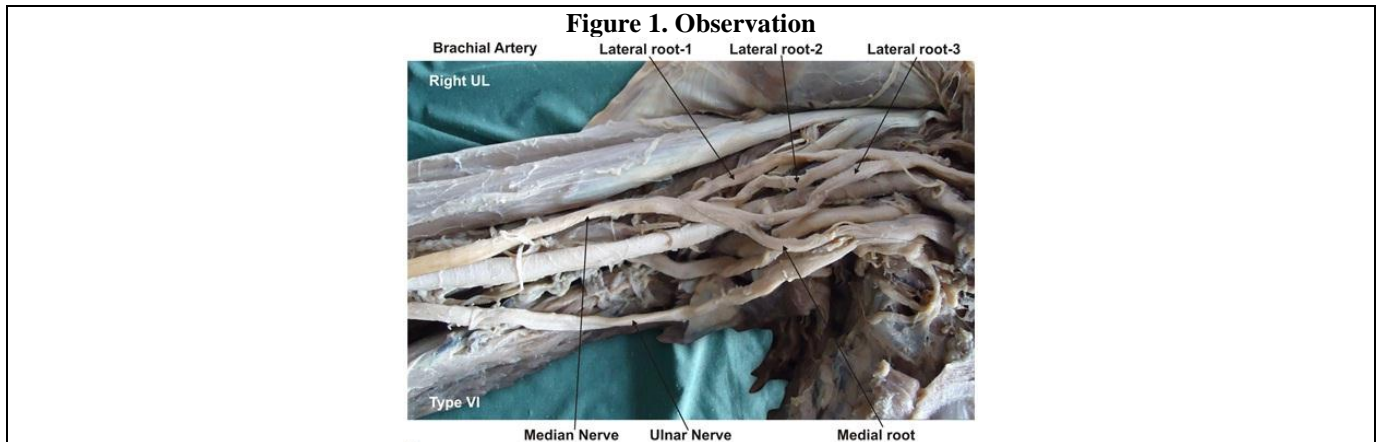 Figure 1. Observation
Brachial Artery Lateral root-1 Lateral root-2 Lateral root-3
Right UL
Type VI
Median Nerve Ulnar Nerve Medial root